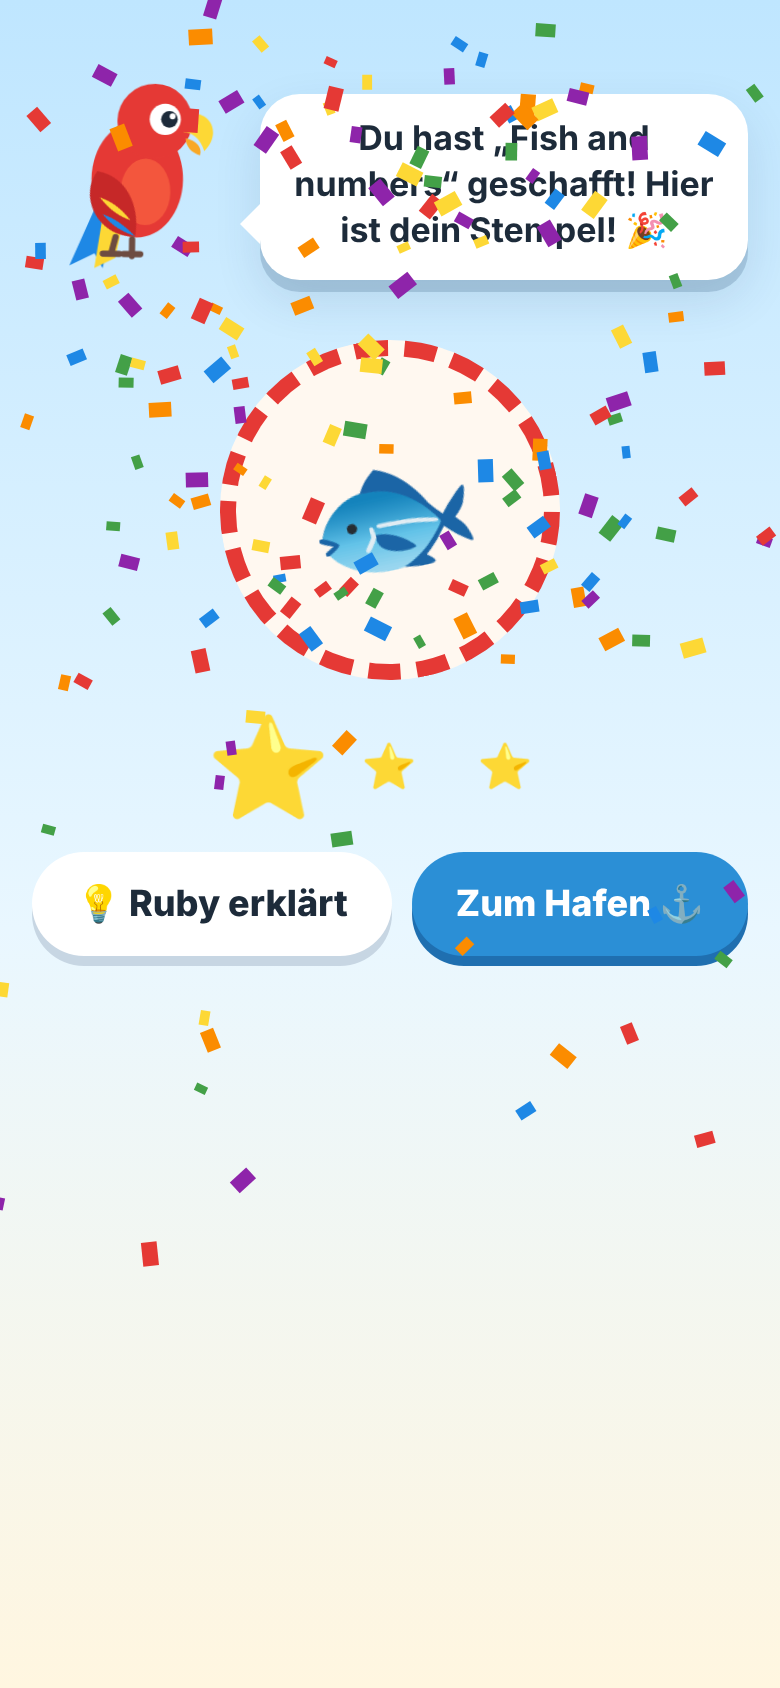 Du hast „Fish and
numbers“ geschafft! Hier
ist dein Stempel! 🎉
💡 Ruby erklärt
Zum Hafen ⚓